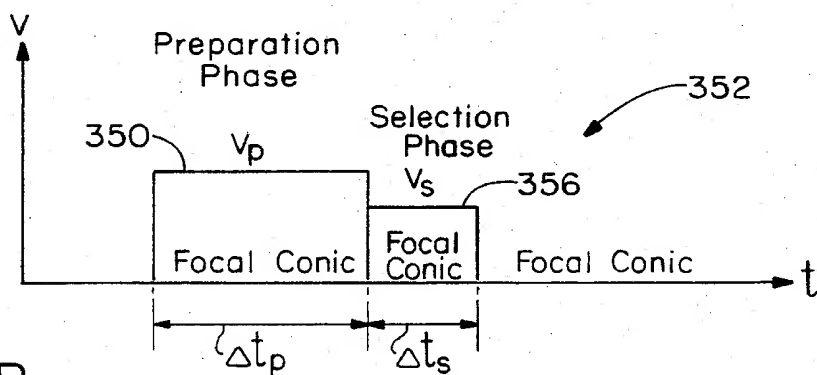 V
Preparation
Phase
352
Selection
Phase
350
Vp
Vs
356
Focal Conic
Focal
Conic
Focal Conic
t
Δtp
Δts